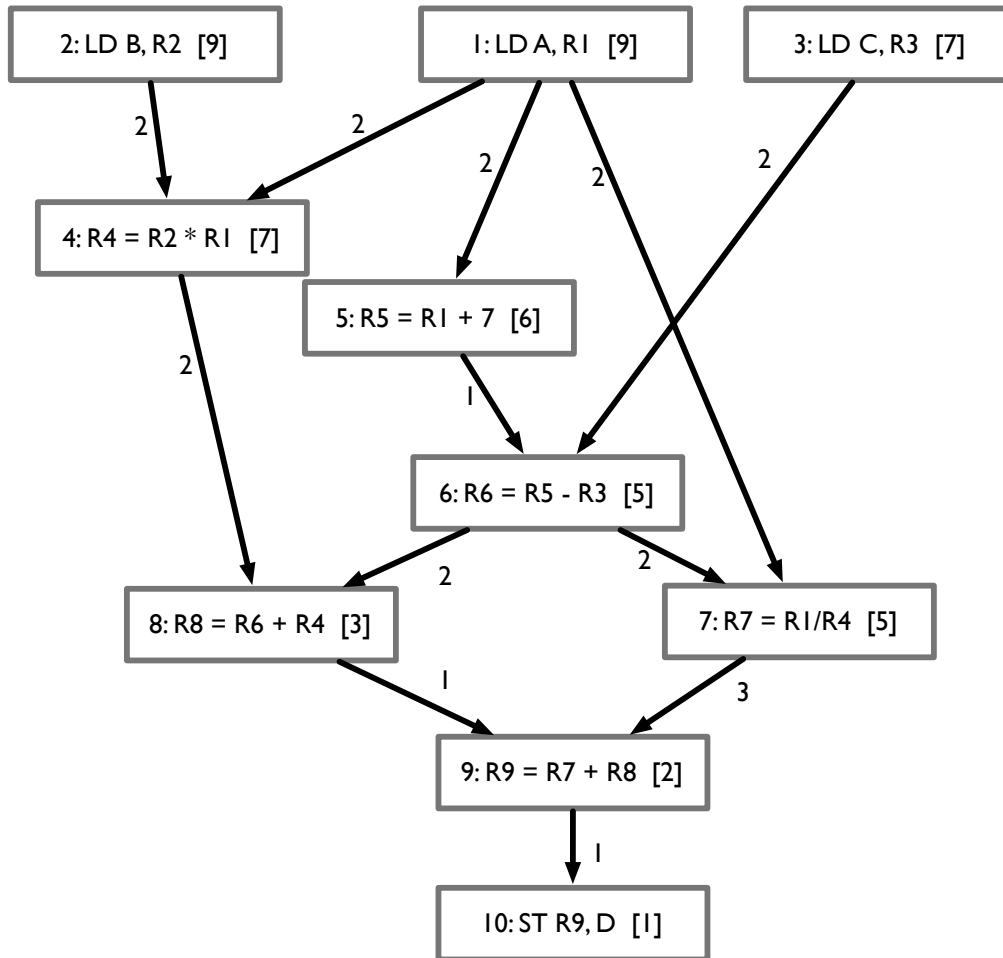 2: LD B, R2 [9]
1: LD A, R1 [9]
3: LD C, R3 [7]
2
2
2
2
2
4: R4 = R2 * R1 [7]
5: R5 = R1 + 7 [6]
2
1
6: R6 = R5 - R3 [5]
2
2
8: R8 = R6 + R4 [3]
7: R7 = R1/R4 [5]
1
3
9: R9 = R7 + R8 [2]
1
10: ST R9, D [1]